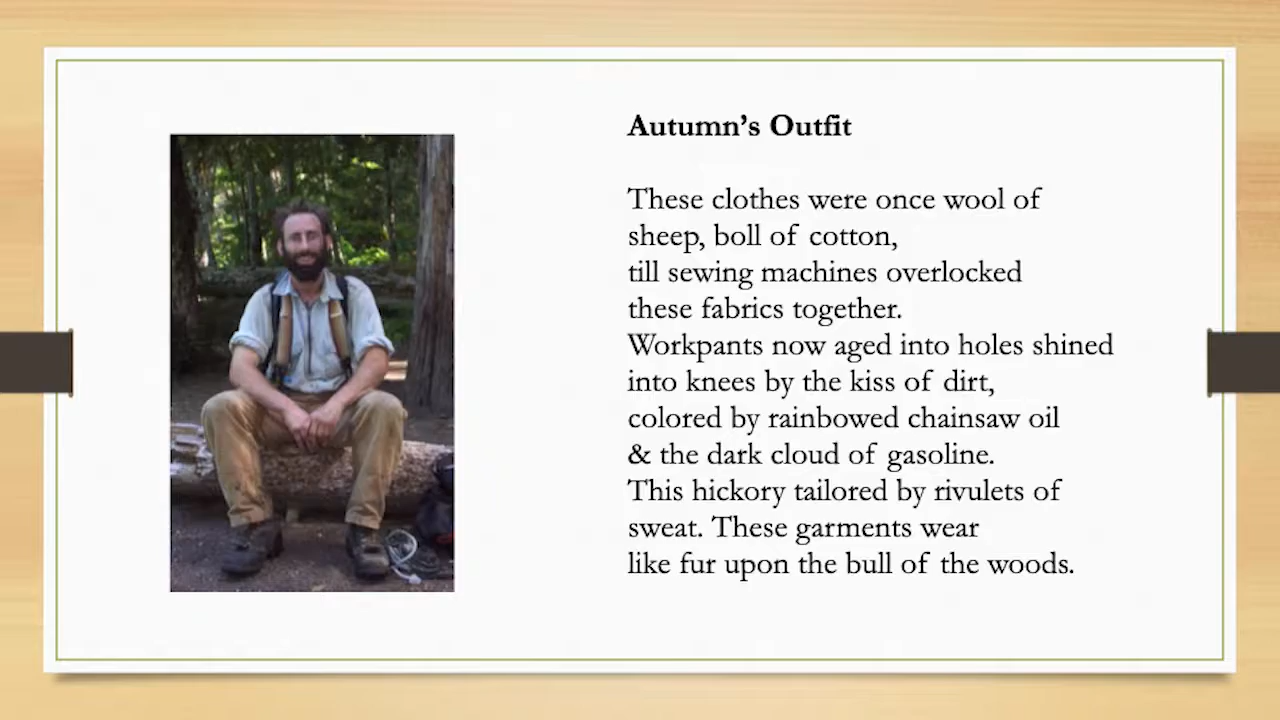 Autumn’s Outfit
These clothes were once wool of
sheep, boll of cotton,
till sewing machines overlocked
these fabrics together.
Workpants now aged into holes shined
into knees by the kiss of dirt,
colored by rainbowed chainsaw oil
& the dark cloud of gasoline.
This hickory tailored by rivulets of
sweat. These garments wear
like fur upon the bull of the woods.